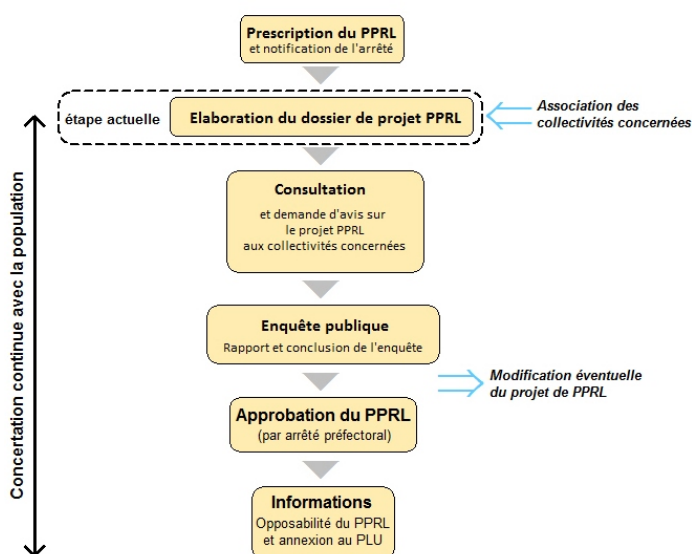 Prescription du PPRL
et notification de l'arrêté
étape actuelle
Elaboration du dossier de projet PPRL
Association des
collectivités concernées
Consultation
et demande d'avis sur
le projet PPRL
aux collectivités concernées
Enquête publique
Rapport et conclusion de l'enquête
Modification éventuelle
du projet de PPRL
Approbation du PPRL
(par arrêté préfectoral)
Informations
Opposabilité du PPRL
et annexion au PLU
Concertation continue avec la population